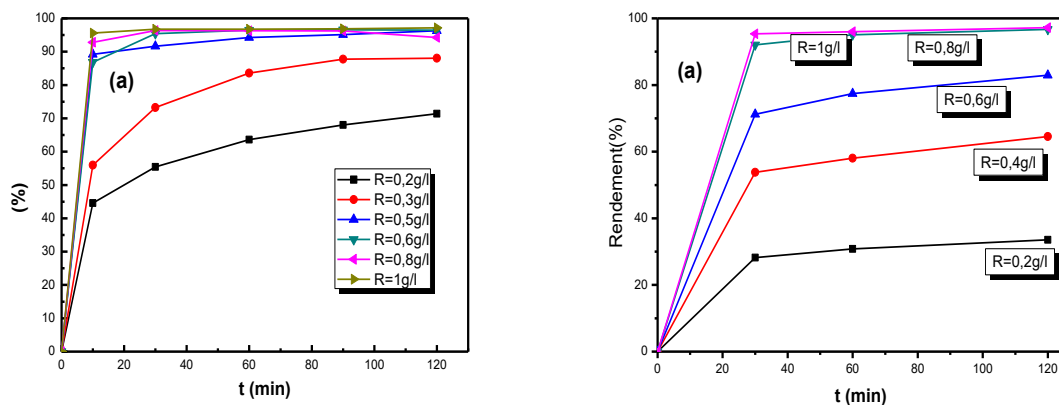 100
90
80
70
60
50
40
30
20
10
0
(%)
(a)
R=0,2g/l
R=0,3g/l
R=0,5g/l
R=0,6g/l
R=0,8g/l
R=1g/l
0 20 40 60 80 100 120
t (min)
100
80
60
40
20
0
Rendement(%)
(a)
R=1g/l
R=0,8g/l
R=0,6g/l
R=0,4g/l
R=0,2g/l
0 20 40 60 80 100 120
t (min)